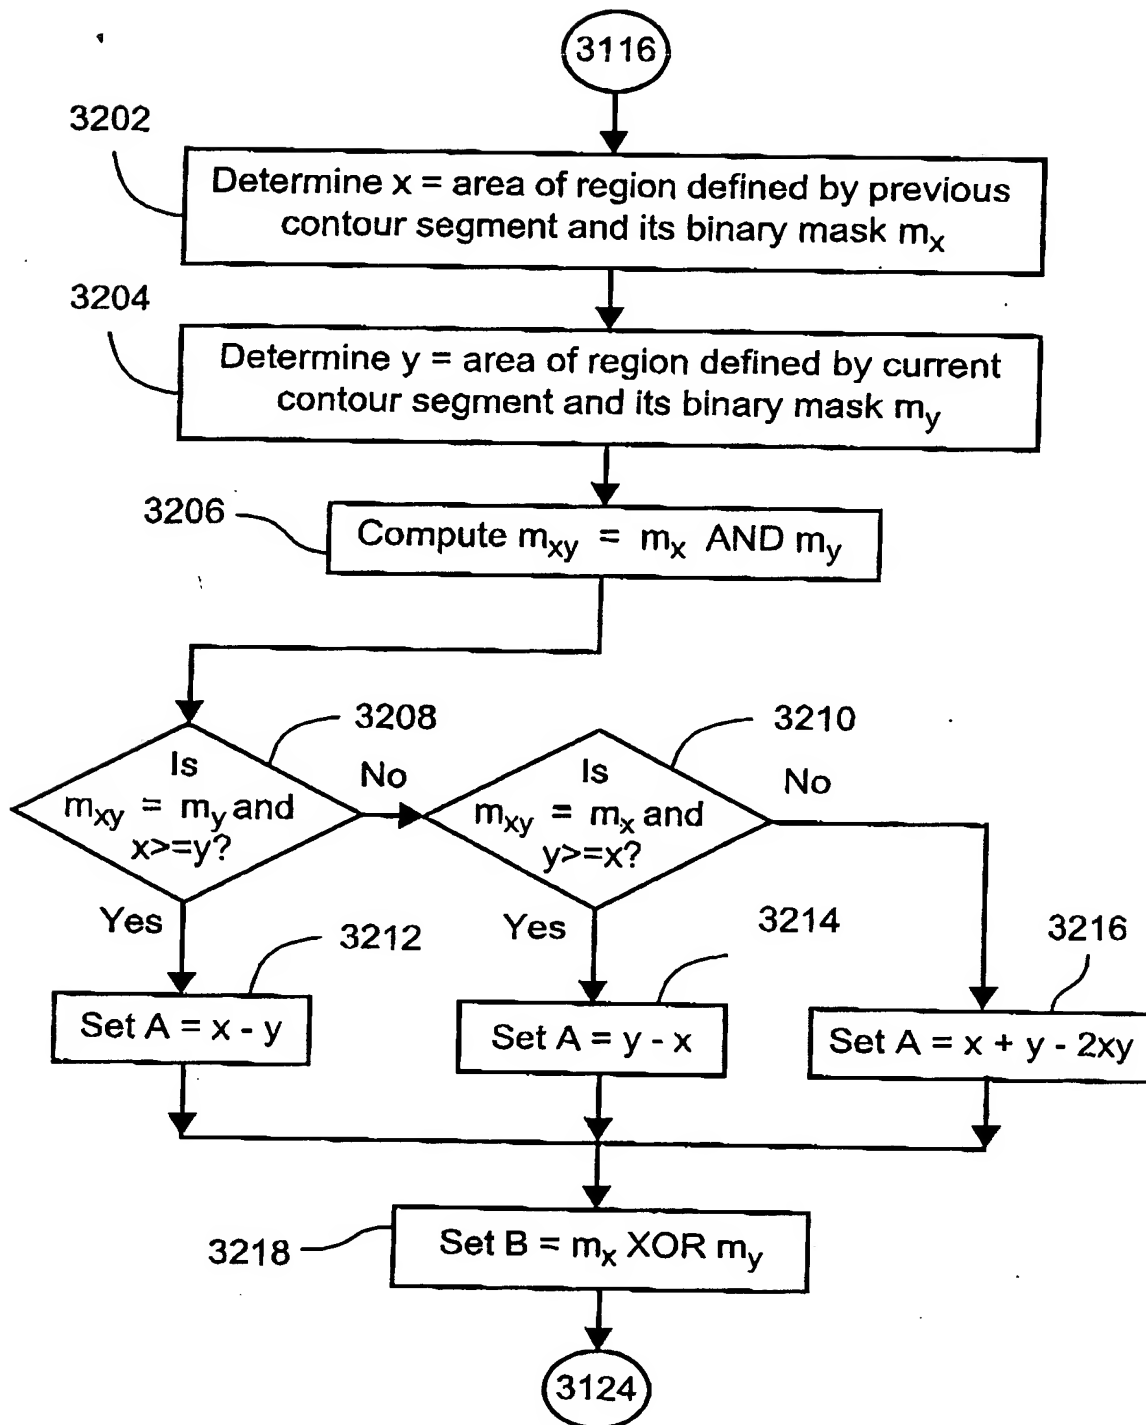 3116
3202
Determine x = area of region defined by previous
contour segment and its binary mask mx
3204
Determine y = area of region defined by current
contour segment and its binary mask my
3206
Compute mxy = mx AND my
3208
Is
mxy = my and
x>=y?
No
3210
Is
mxy = mx and
y>=x?
No
Yes
3212
Set A = x - y
Yes
3214
Set A = y - x
3216
Set A = x + y - 2xy
3218
Set B = mx XOR my
3124